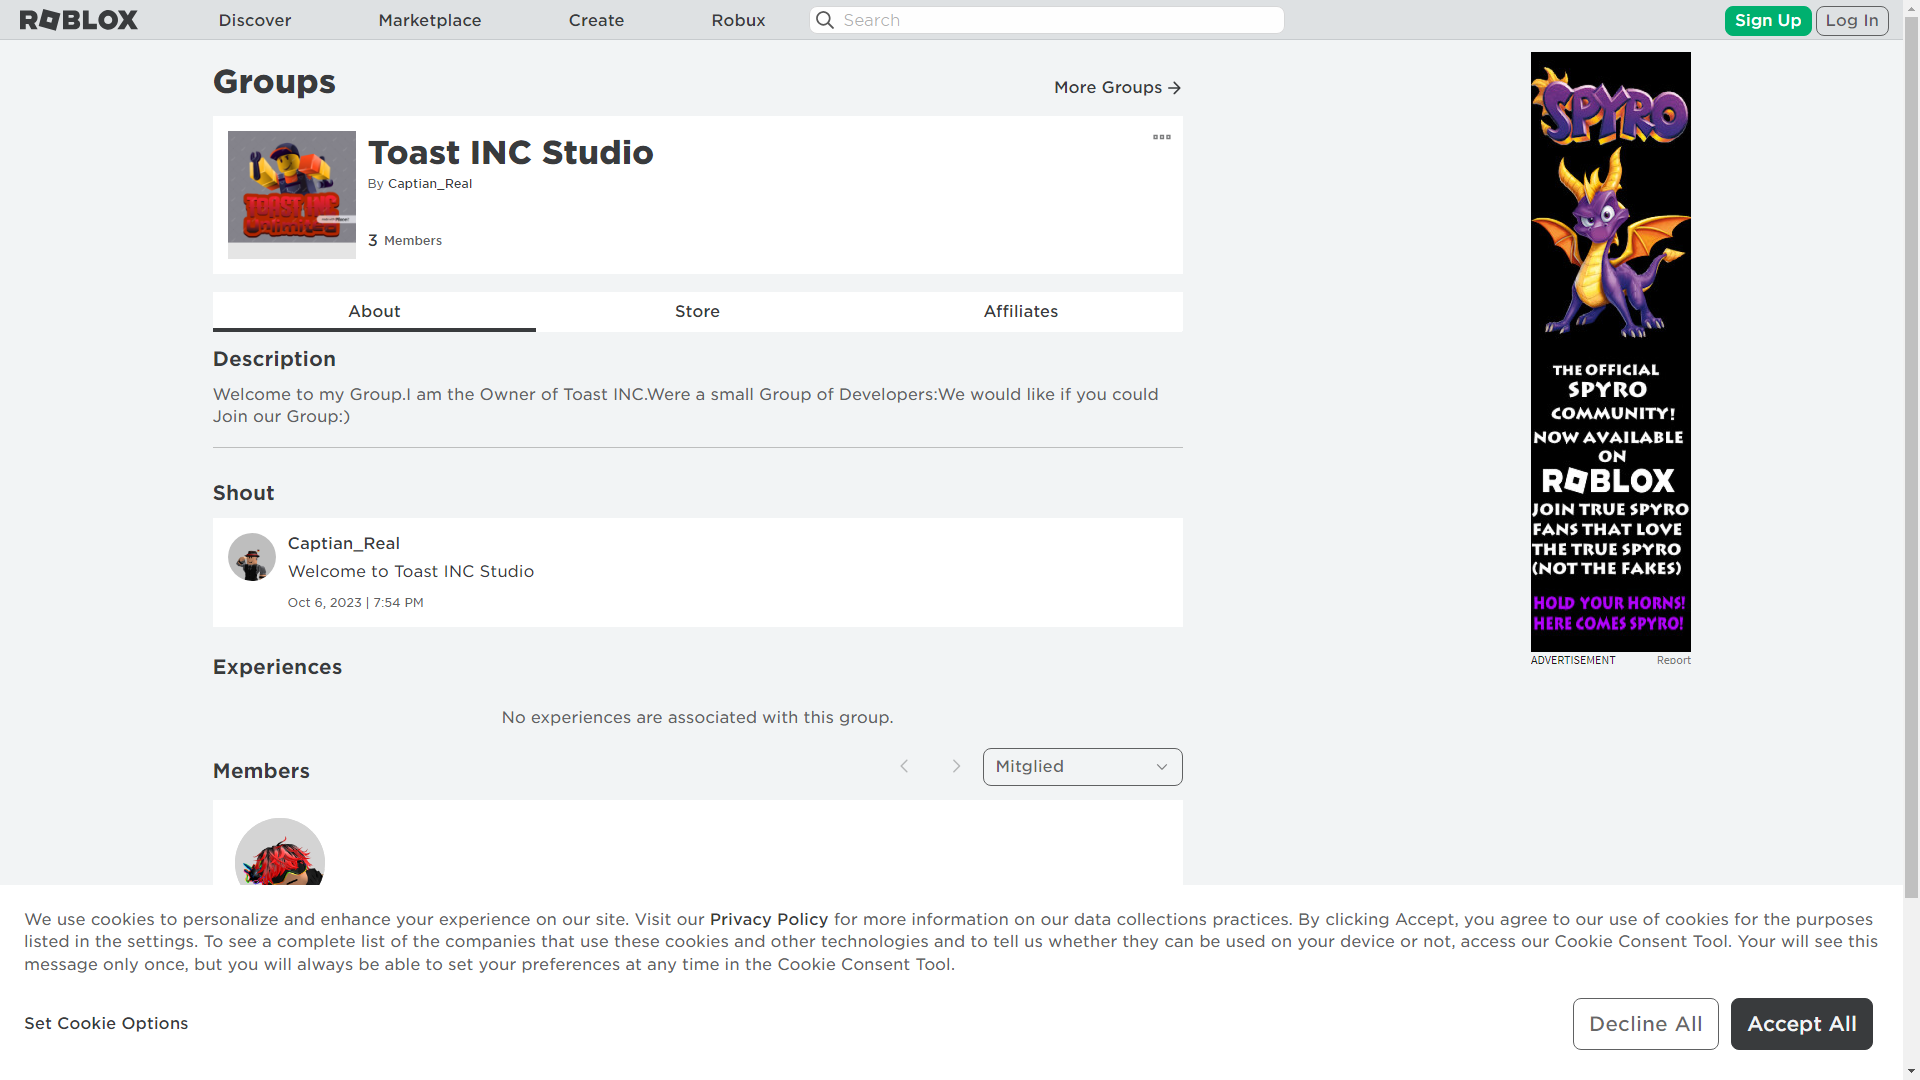 ROBLOX
Discover
Marketplace
Create
Robux
Search
Sign Up
Log In
Groups
More Groups
Toast INC Studio
By Captian_Real
3 Members
TOAST INC
Unlimited
About
Store
Affiliates
Description
Welcome to my Group.I am the Owner of Toast INC.Were a small Group of Developers:We would like if you could
Join our Group:)
Shout
Captian_Real
Welcome to Toast INC Studio
Oct 6, 2023 | 7:54 PM
Experiences
No experiences are associated with this group.
Members
Mitglied
SPYRO
THE OFFICIAL
SPYRO
COMMUNITY!
NOW AVAILABLE
ON
ROBLOX
JOIN TRUE SPYRO
FANS THAT LOVE
THE TRUE SPYRO
(NOT THE FAKES)
HOLD YOUR HORNS!
HERE COMES SPYRO!
ADVERTISEMENT
Report
We use cookies to personalize and enhance your experience on our site. Visit our Privacy Policy for more information on our data collections practices. By clicking Accept, you agree to our use of cookies for the purposes
listed in the settings. To see a complete list of the companies that use these cookies and other technologies and to tell us whether they can be used on your device or not, access our Cookie Consent Tool. Your will see this
message only once, but you will always be able to set your preferences at any time in the Cookie Consent Tool.
Set Cookie Options
Decline All
Accept All